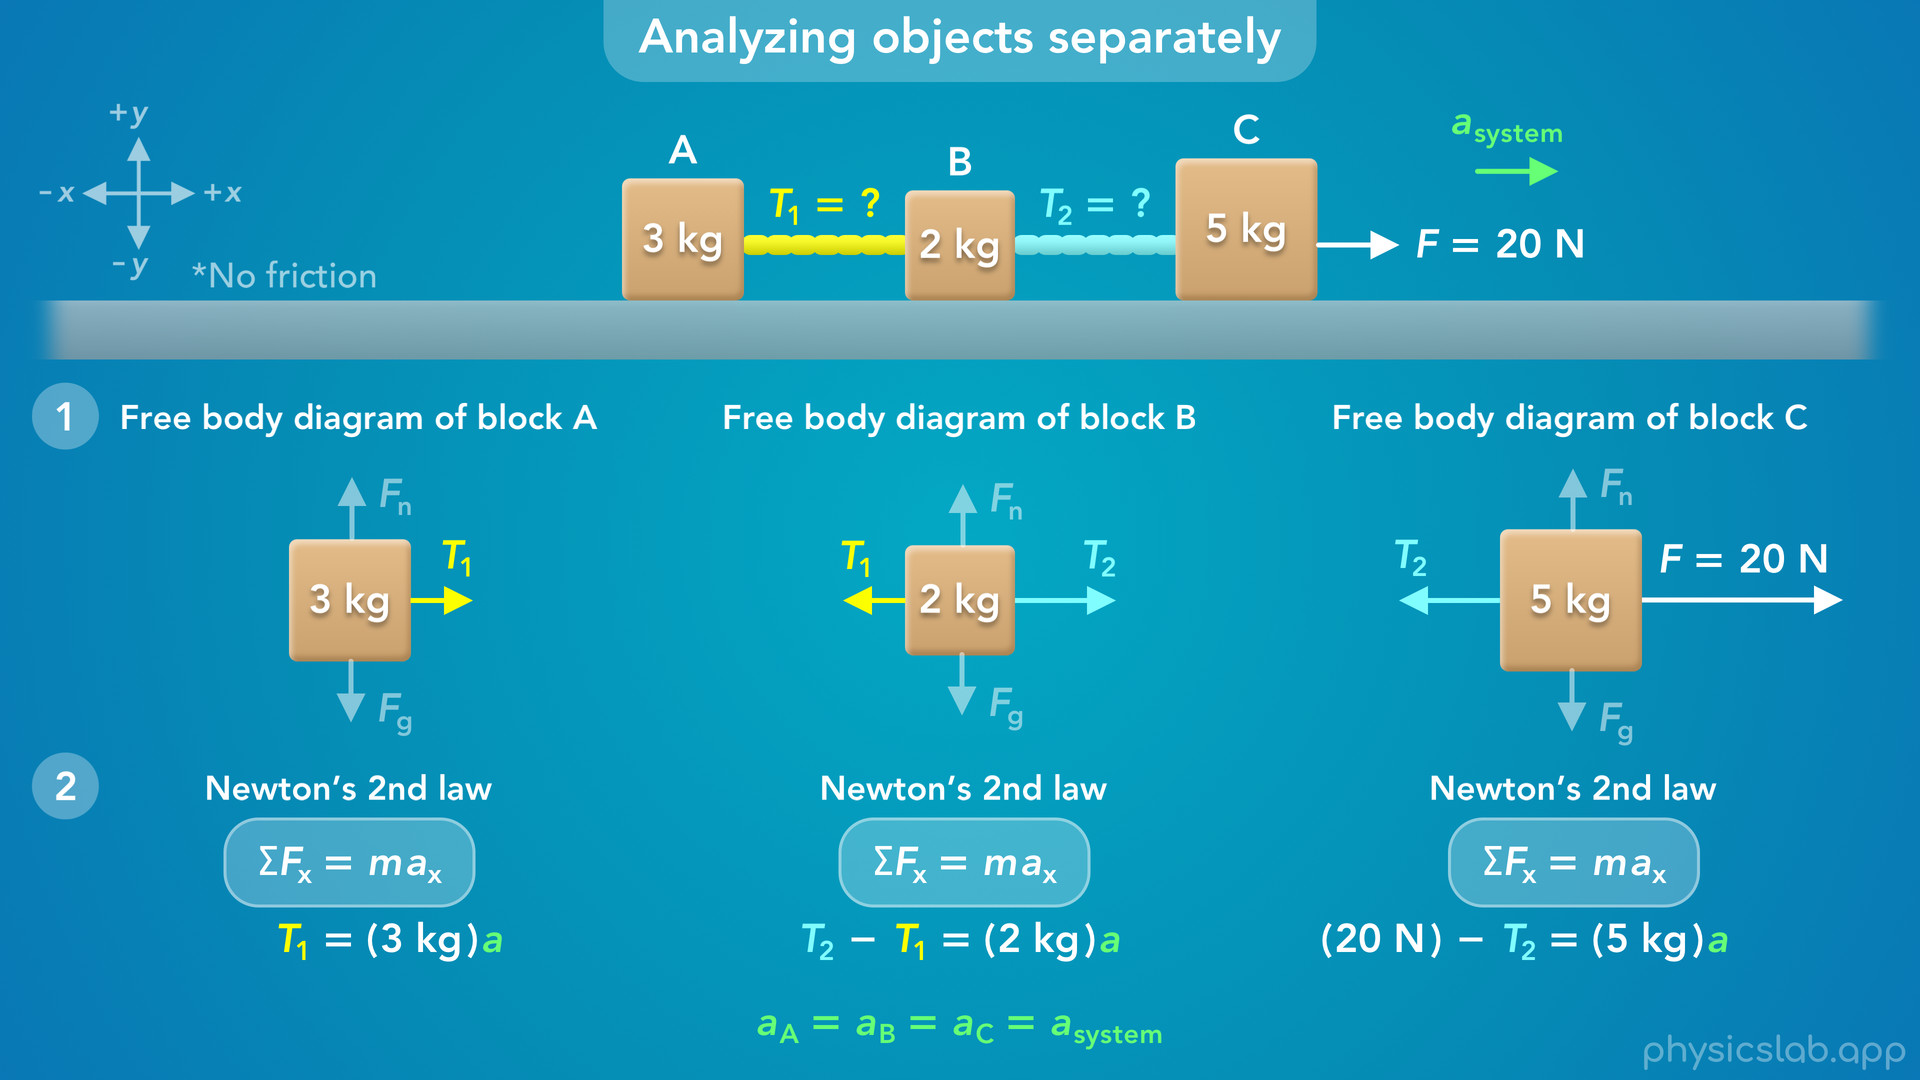 Analyzing objects separately
+y
-x
+x
-y
*No friction
A
B
C
a system
T1 = ?
T2 = ?
3 kg
2 kg
5 kg
F = 20 N
1
Free body diagram of block A
Free body diagram of block B
Free body diagram of block C
Fn
Fn
Fn
T1
T1
T2
T2
F = 20 N
3 kg
2 kg
5 kg
Fg
Fg
Fg
2
Newton's 2nd law
Newton's 2nd law
Newton's 2nd law
ΣFx = max
ΣFx = max
ΣFx = max
T1 = (3 kg)a
T2 − T1 = (2 kg)a
(20 N) − T2 = (5 kg)a
aA = aB = aC = asystem
physicslab.app